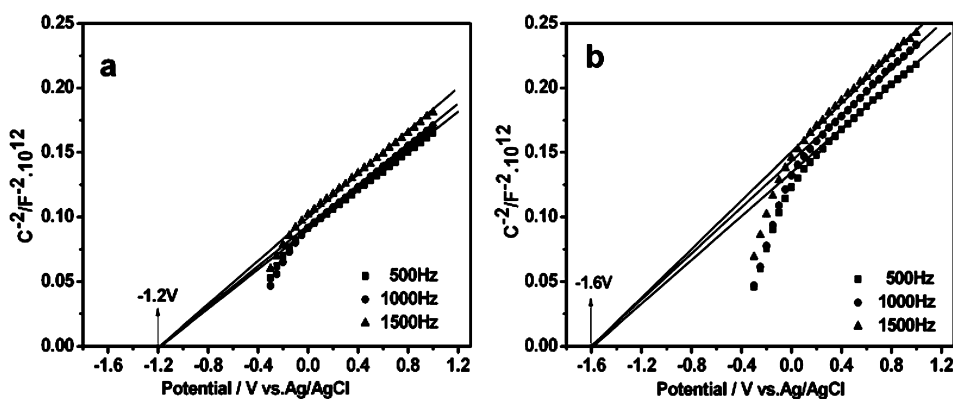 a
C⁻²/F⁻².10¹²
0.25
0.20
0.15
0.10
0.05
0.00
-1.2V
500Hz
1000Hz
1500Hz
-1.6 -1.2 -0.8 -0.4 0.0 0.4 0.8 1.2
Potential / V vs.Ag/AgCl
b
C⁻²/F⁻².10¹²
0.25
0.20
0.15
0.10
0.05
0.00
-1.6V
500Hz
1000Hz
1500Hz
-1.6 -1.2 -0.8 -0.4 0.0 0.4 0.8 1.2
Potential / V vs.Ag/AgCl